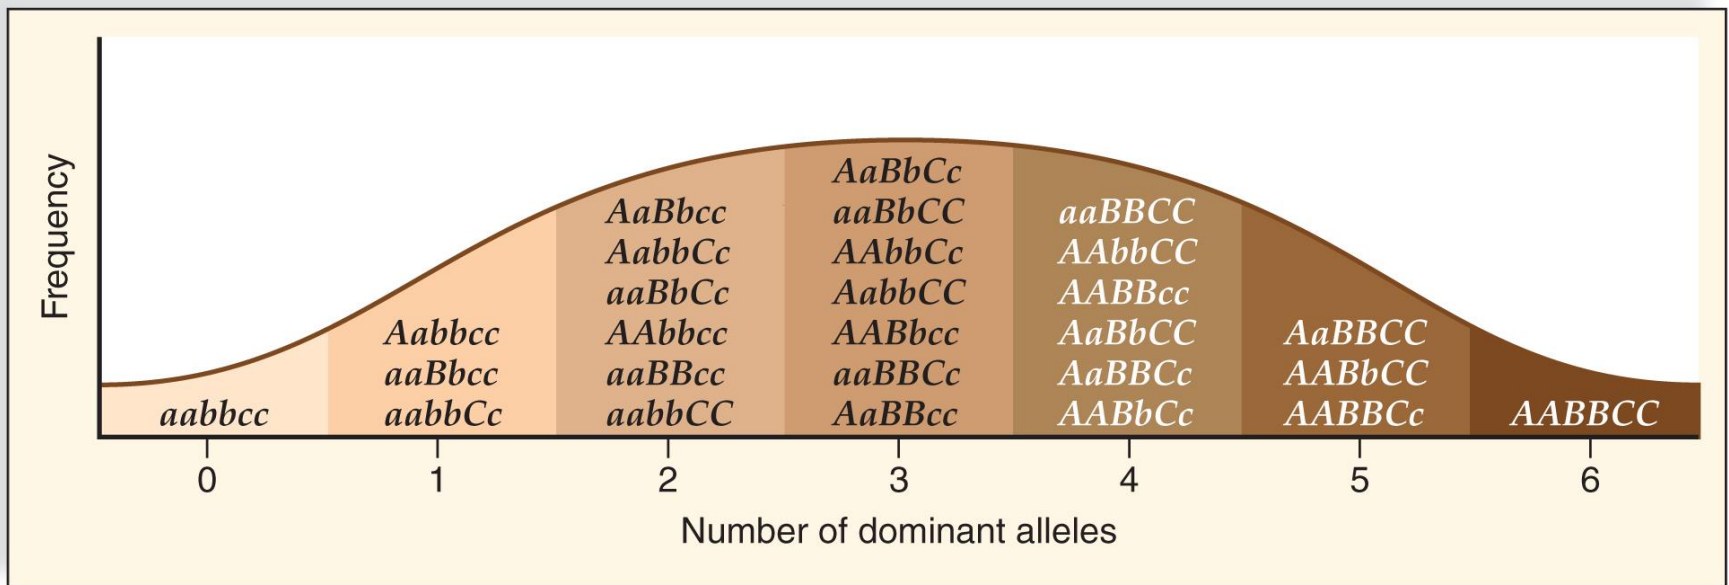 Frequency
AaBbCc
AaBbcc aaBbCC aaBBCC
AabbCc AAbbCc AAbbCC
aaBbCc AabbCC AABBcc
Aabbcc AAbbcc AABbcc AaBbCC AaBBCC
aaBbcc aaBBcc aaBBCc AaBBCc AABbCC
aabbcc aabbCc aabbCC AaBBcc AABbCc AABBCc AABBCC
0 1 2 3 4 5 6
Number of dominant alleles